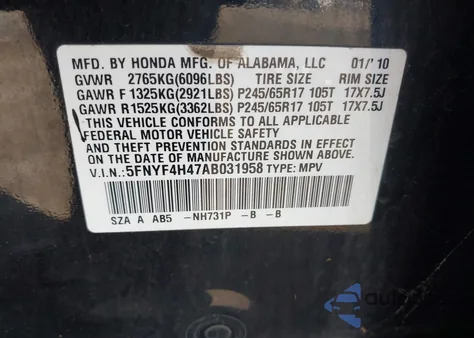 MFD. BY HONDA MFG. OF ALABAMA, LLC 01/'10
GVWR 2765KG(6096LBS) TIRE SIZE RIM SIZE
GAWR F 1325KG(2921LBS) P245/65R17 105T 17X7.5J
GAWR R 1525KG(3362LBS) P245/65R17 105T 17X7.5J
THIS VEHICLE CONFORMS TO ALL APPLICABLE
FEDERAL MOTOR VEHICLE SAFETY
AND THEFT PREVENTION STANDARDS IN EFFECT
ON THE DATE OF MANUFACTURE SHOWN ABOVE.
V.I.N.: 5FNYF4H47AB031958 TYPE: MPV
SZA A AB5 -NH731P -B -B